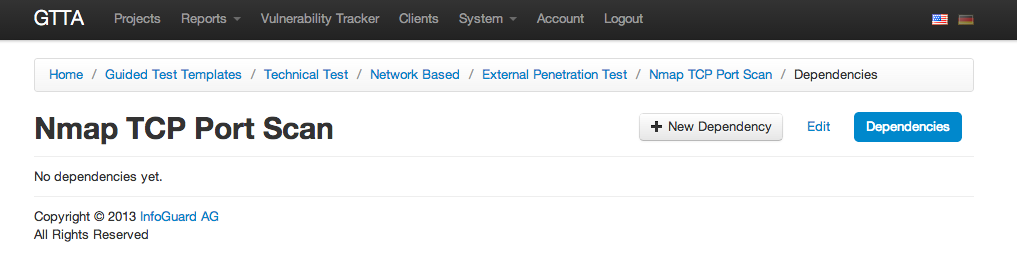 GTTA Projects Reports Vulnerability Tracker Clients System Account Logout
Home / Guided Test Templates / Technical Test / Network Based / External Penetration Test / Nmap TCP Port Scan / Dependencies
Nmap TCP Port Scan + New Dependency Edit Dependencies
No dependencies yet.
Copyright © 2013 InfoGuard AG
All Rights Reserved